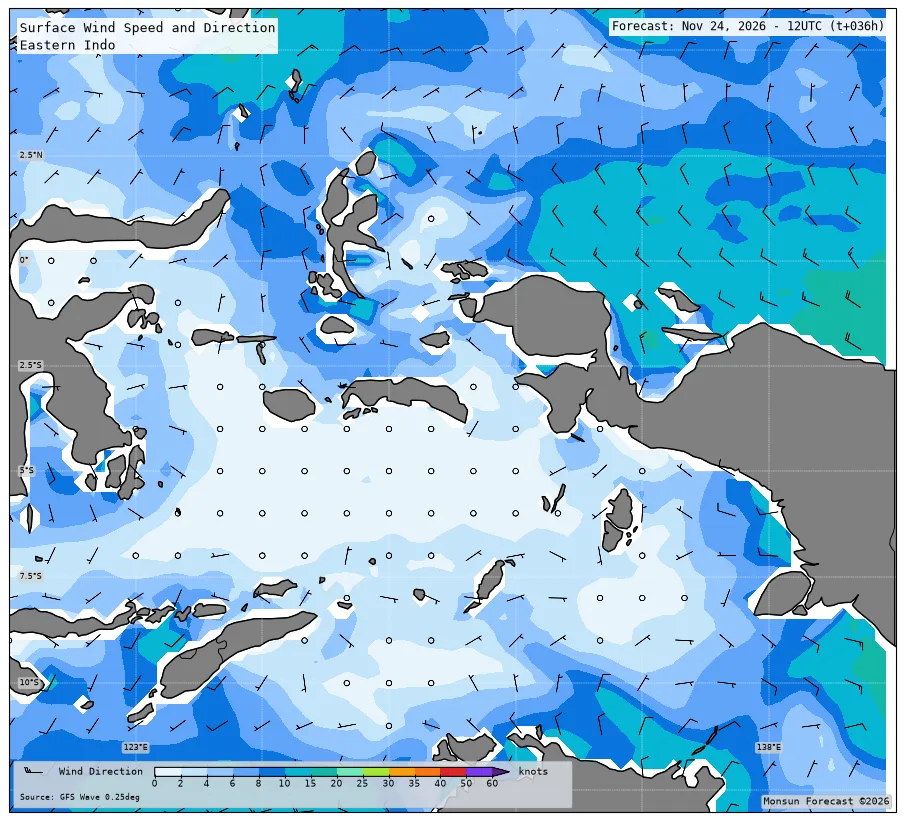 Surface Wind Speed and Direction
Eastern Indo
Forecast: Nov 24, 2026 - 12UTC (t+036h)
2.5°N
0°
2.5°S
5°S
7.5°S
10°S
123°E
138°E
Wind Direction
knots
0 2 4 6 8 10 15 20 25 30 35 40 50 60
Source: GFS Wave 0.25deg
Monsun Forecast ©2026